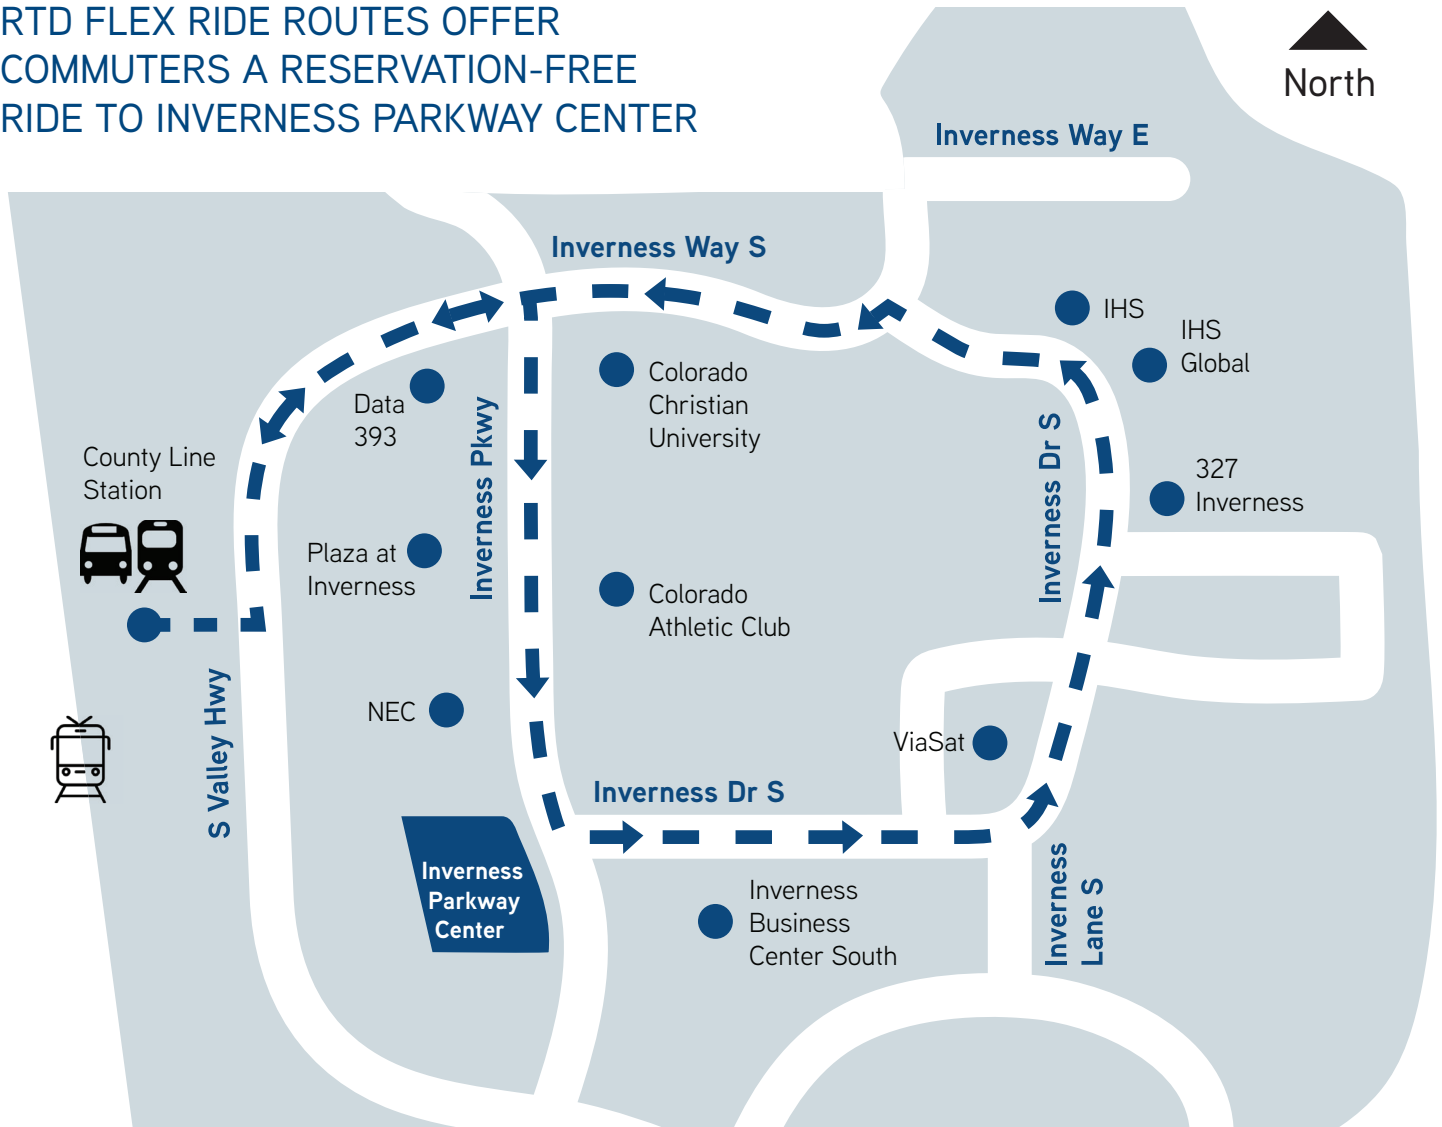 RTD FLEX RIDE ROUTES OFFER
COMMUTERS A RESERVATION-FREE
RIDE TO INVERNESS PARKWAY CENTER
North
Inverness Way E
Inverness Way S
IHS
IHS
Global
Colorado
Christian
University
Data
393
Inverness Pkwy
Inverness Dr S
County Line
Station
327
Inverness
Plaza at
Inverness
Colorado
Athletic Club
S Valley Hwy
NEC
ViaSat
Inverness Dr S
Inverness
Parkway
Center
Inverness
Lane S
Inverness
Business
Center South